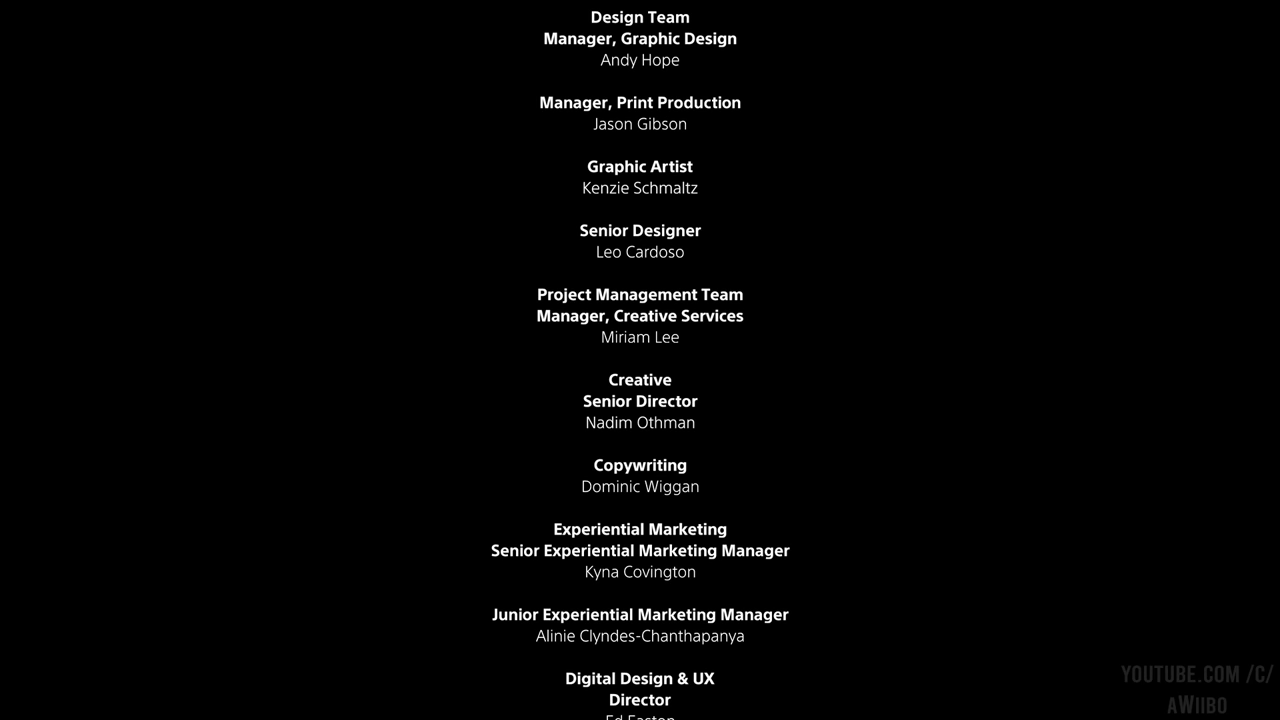 Design Team
Manager, Graphic Design
Andy Hope
Manager, Print Production
Jason Gibson
Graphic Artist
Kenzie Schmaltz
Senior Designer
Leo Cardoso
Project Management Team
Manager, Creative Services
Miriam Lee
Creative
Senior Director
Nadim Othman
Copywriting
Dominic Wiggan
Experiential Marketing
Senior Experiential Marketing Manager
Kyna Covington
Junior Experiential Marketing Manager
Alinie Clyndes-Chanthapanya
Digital Design & UX
Director
Ed Easton
YOUTUBE.COM /C/
AWIIBO